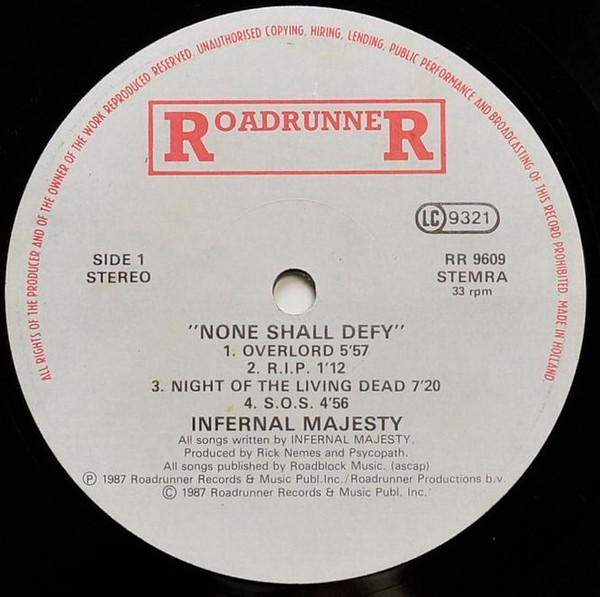 ALL RIGHTS OF THE PRODUCER AND OF THE OWNER OF THE WORK REPRODUCED RESERVED, UNAUTHORISED COPYING, HIRING, LENDING, PUBLIC PERFORMANCE AND BROADCASTING OF THIS RECORD PROHIBITED. MADE IN HOLLAND.
ROADRUNNER
LC 9321
SIDE 1
STEREO
RR 9609
STEMRA
33 rpm
"NONE SHALL DEFY"
1. OVERLORD 5'57
2. R.I.P. 1'12
3. NIGHT OF THE LIVING DEAD 7'20
4. S.O.S. 4'56
INFERNAL MAJESTY
All songs written by INFERNAL MAJESTY.
Produced by Rick Nemes and Psycopath.
All songs published by Roadblock Music. (ascap)
℗ 1987 Roadrunner Records & Music Publ.Inc./Roadrunner Productions b.v.
© 1987 Roadrunner Records & Music Publ. Inc.